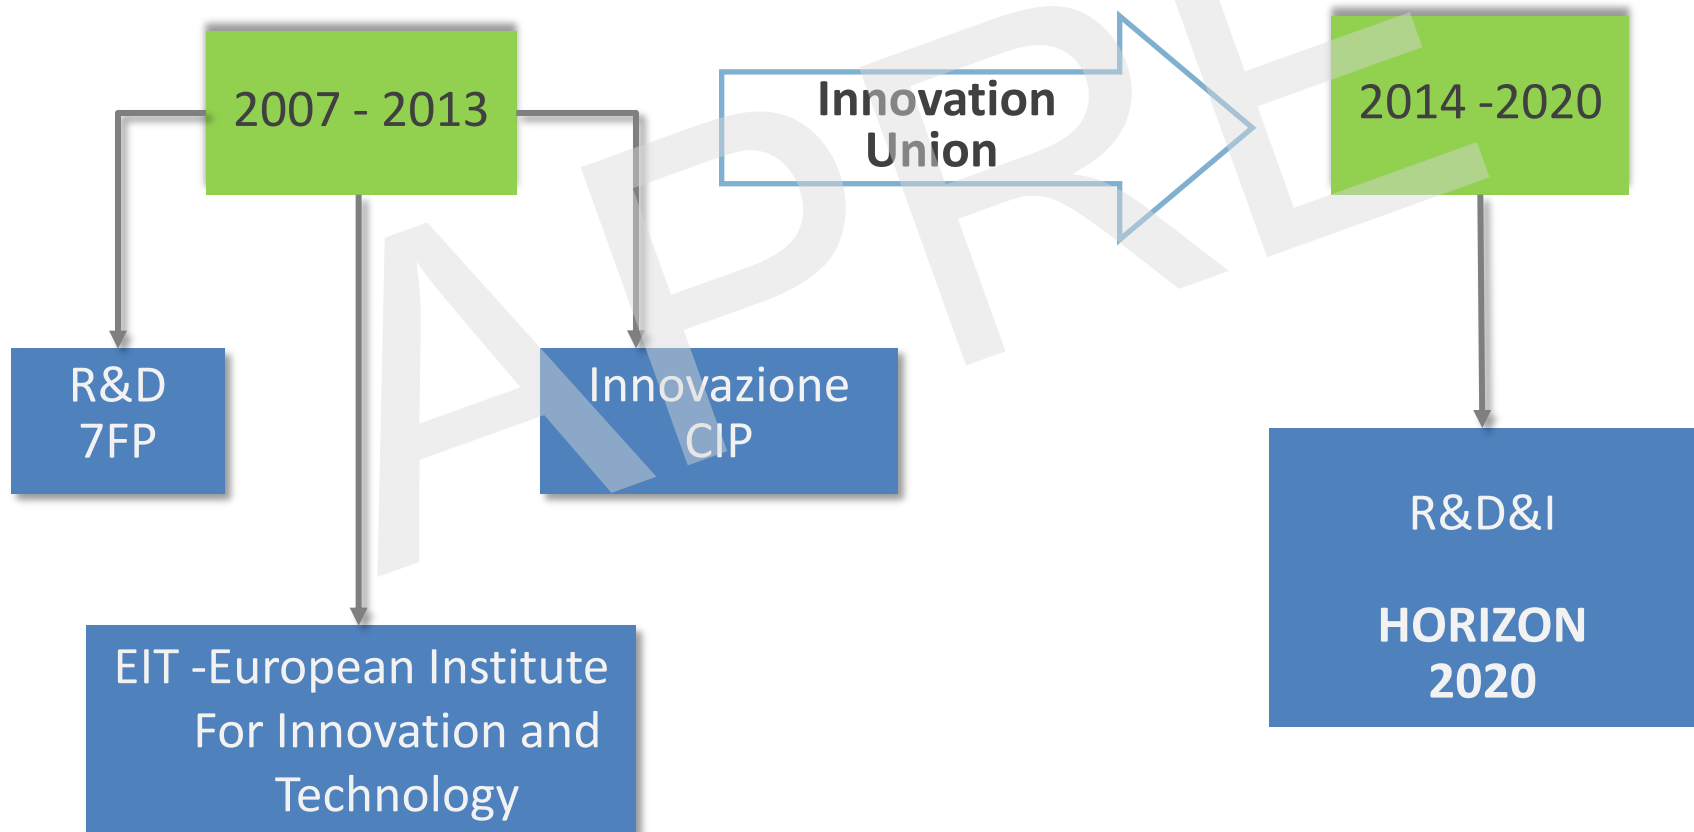 2007 - 2013
Innovation
Union
2014 -2020
R&D
7FP
Innovazione
CIP
R&D&I
HORIZON
2020
EIT -European Institute
For Innovation and
Technology
APRE